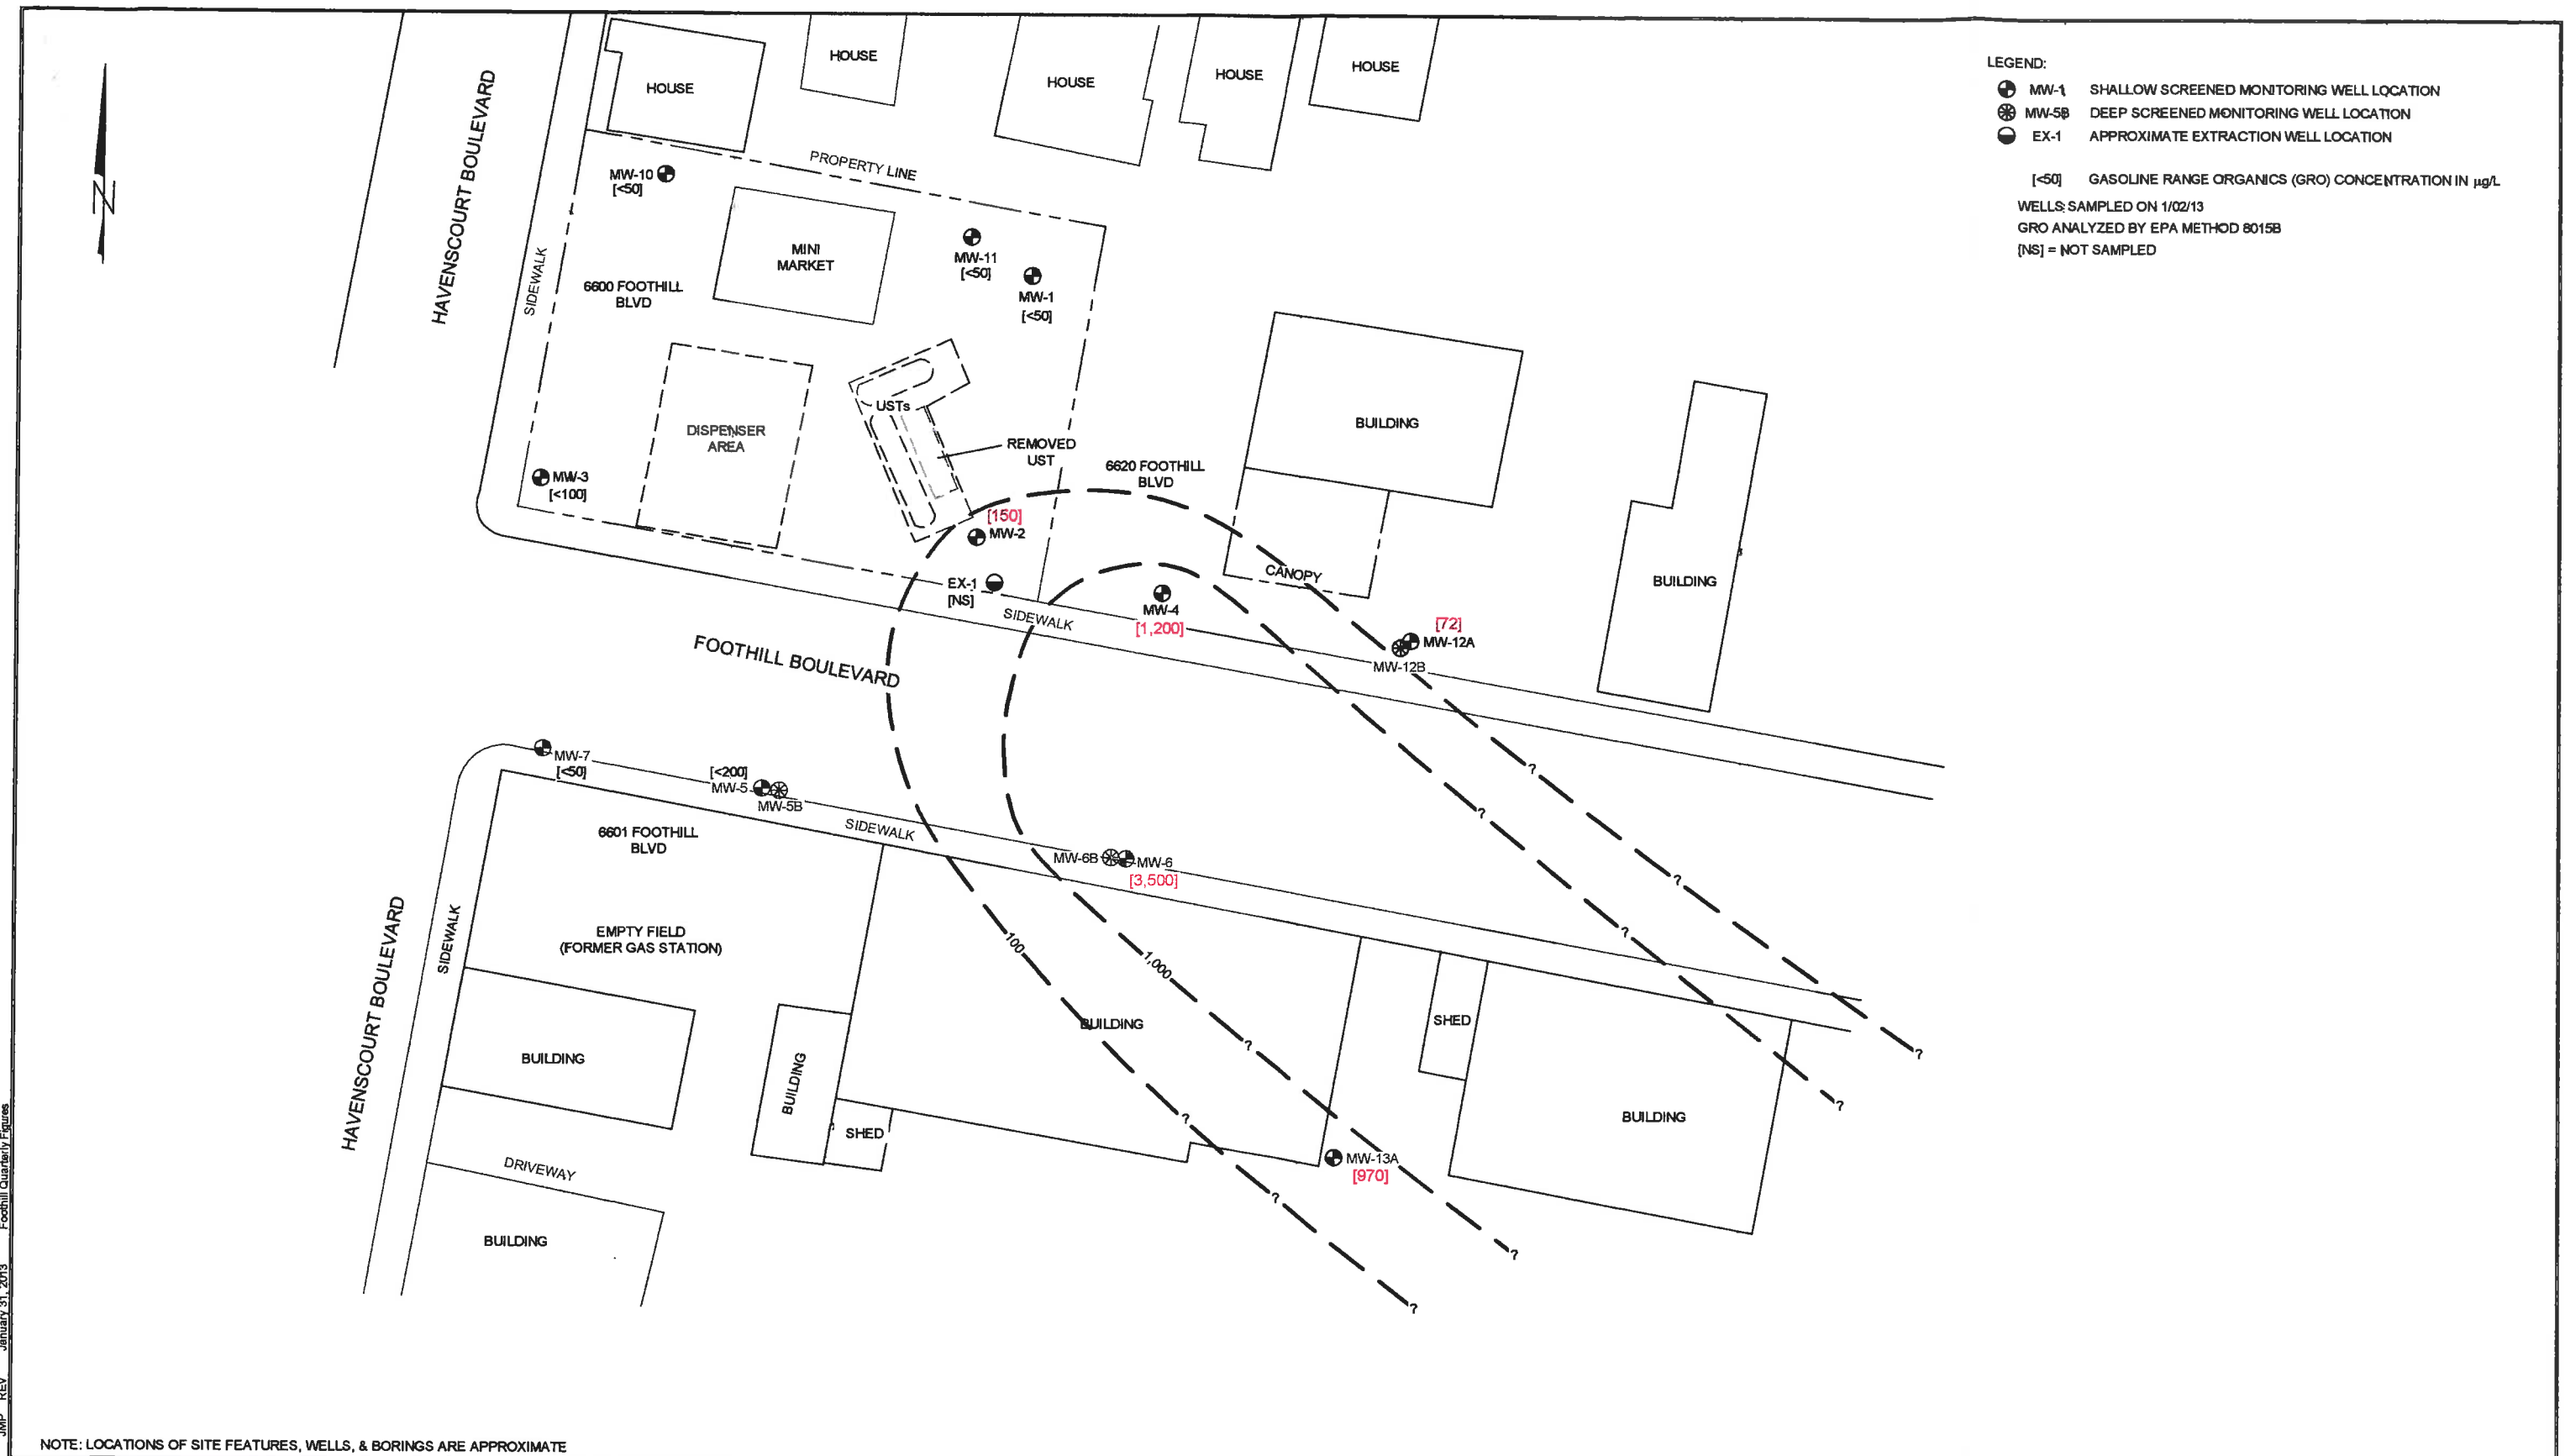 HOUSE
HOUSE
HOUSE
HOUSE
HOUSE
LEGEND:
MW-1 SHALLOW SCREENED MONITORING WELL LOCATION
MW-5B DEEP SCREENED MONITORING WELL LOCATION
EX-1 APPROXIMATE EXTRACTION WELL LOCATION
[<50] GASOLINE RANGE ORGANICS (GRO) CONCENTRATION IN µg/L
WELLS SAMPLED ON 1/02/13
GRO ANALYZED BY EPA METHOD 8015B
[NS] = NOT SAMPLED
N
HAVENSCOURT BOULEVARD
SIDEWALK
PROPERTY LINE
MW-10
[<50]
MINI
MARKET
MW-11
[<50]
MW-1
[<50]
6600 FOOTHILL
BLVD
DISPENSER
AREA
USTs
REMOVED
UST
6620 FOOTHILL
BLVD
BUILDING
BUILDING
CANOPY
MW-3
[<100]
[150]
MW-2
EX-1
[NS]
SIDEWALK
MW-4
[1,200]
[72]
MW-12A
MW-12B
FOOTHILL BOULEVARD
MW-7
[<50]
[<200]
MW-5
MW-5B
SIDEWALK
6601 FOOTHILL
BLVD
MW-6B
MW-6
[3,500]
?
?
?
?
?
?
EMPTY FIELD
(FORMER GAS STATION)
HAVENSCOURT BOULEVARD
SIDEWALK
100
1,000
BUILDING
BUILDING
BUILDING
SHED
SHED
BUILDING
?
?
?
?
?
MW-13A
[970]
DRIVEWAY
BUILDING
JMP REV January 31, 2013 Foothill Quarterly Figures
NOTE: LOCATIONS OF SITE FEATURES, WELLS, & BORINGS ARE APPROXIMATE